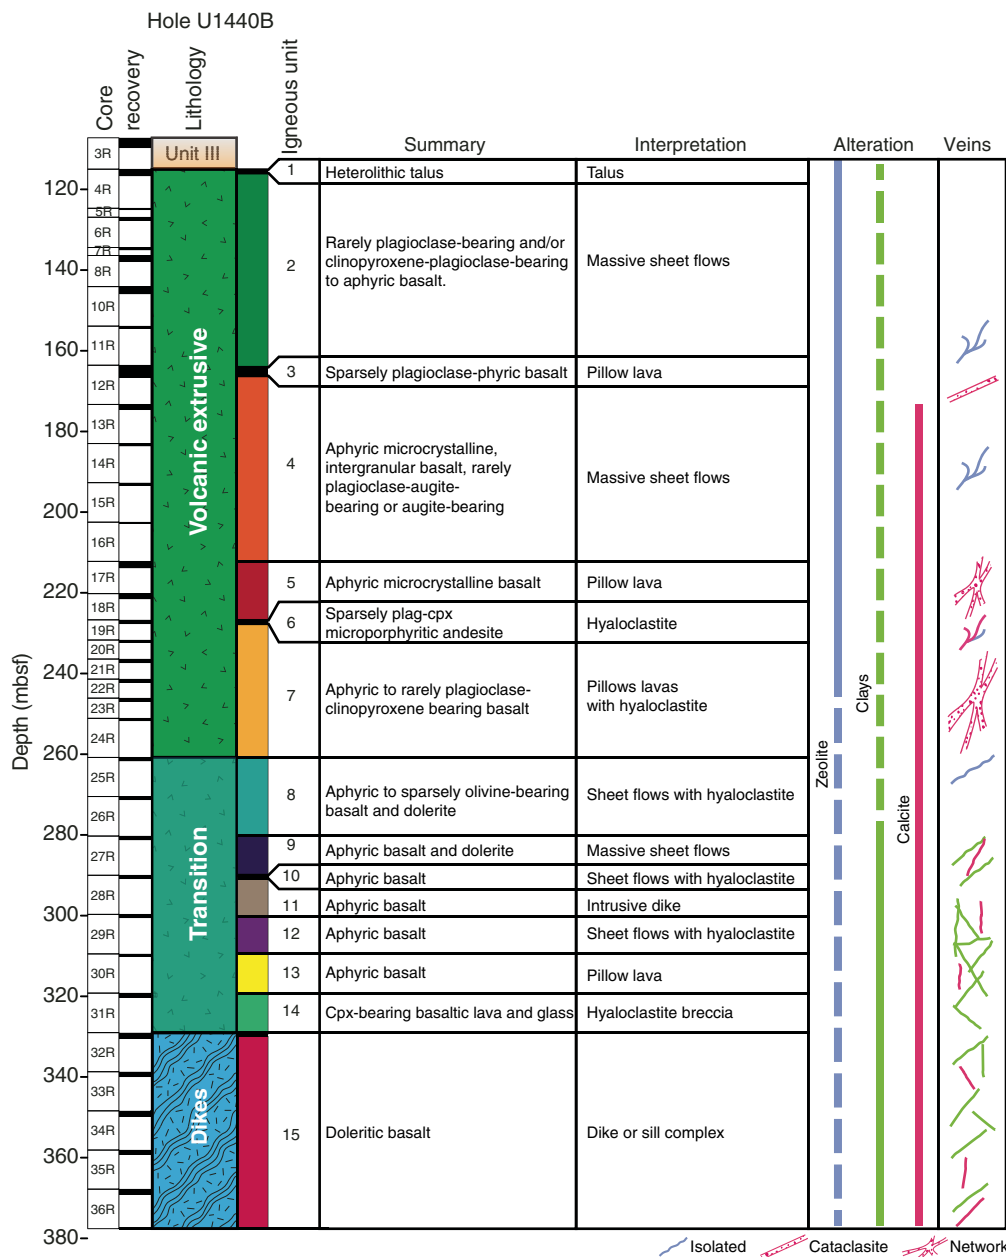 Hole U1440B
Core
recovery
Lithology
Igneous unit
Summary
Interpretation
Alteration
Veins
Depth (mbsf)
120
140
160
180
200
220
240
260
280
300
320
340
360
380
3R
4R
5R
6R
7R
8R
10R
11R
12R
13R
14R
15R
16R
17R
18R
19R
20R
21R
22R
23R
24R
25R
26R
27R
28R
29R
30R
31R
32R
33R
34R
35R
36R
Unit III
Volcanic extrusive
Transition
Dikes
1
Heterolithic talus
Talus
2
Rarely plagioclase-bearing and/or
clinopyroxene-plagioclase-bearing
to aphyric basalt.
Massive sheet flows
3
Sparsely plagioclase-phyric basalt
Pillow lava
4
Aphyric microcrystalline,
intergranular basalt, rarely
plagioclase-augite-
bearing or augite-bearing
Massive sheet flows
5
Aphyric microcrystalline basalt
Pillow lava
6
Sparsely plag-cpx
microporphyritic andesite
Hyaloclastite
7
Aphyric to rarely plagioclase-
clinopyroxene bearing basalt
Pillows lavas
with hyaloclastite
8
Aphyric to sparsely olivine-bearing
basalt and dolerite
Sheet flows with hyaloclastite
9
Aphyric basalt and dolerite
Massive sheet flows
10
Aphyric basalt
Sheet flows with hyaloclastite
11
Aphyric basalt
Intrusive dike
12
Aphyric basalt
Sheet flows with hyaloclastite
13
Aphyric basalt
Pillow lava
14
Cpx-bearing basaltic lava and glass
Hyaloclastite breccia
15
Doleritic basalt
Dike or sill complex
Zeolite
Clays
Calcite
Isolated
Cataclasite
Network